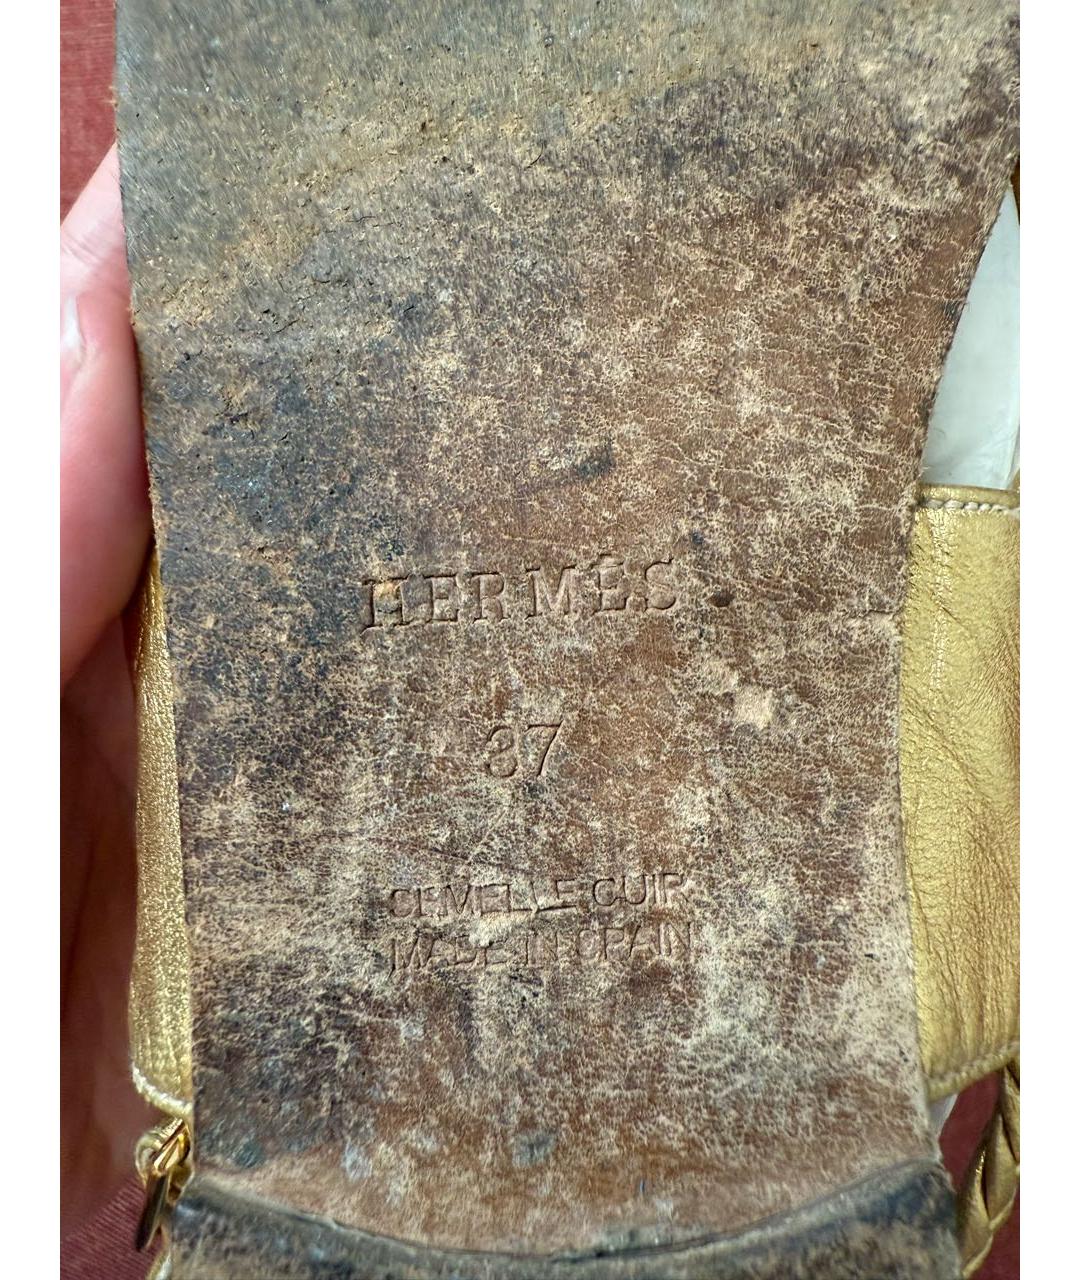 HERMÈS
37
SEMELLE CUIR
MADE IN SPAIN